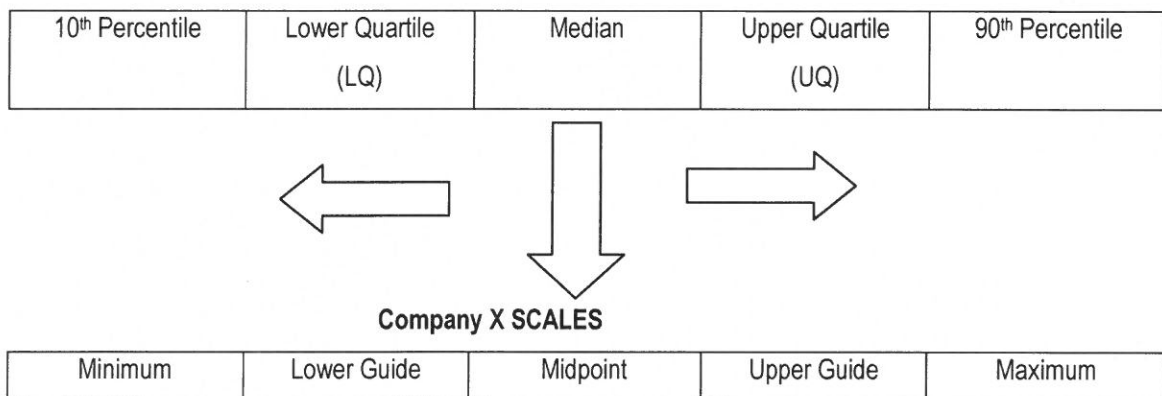 10th Percentile
Lower Quartile
(LQ)
Median
Upper Quartile
(UQ)
90th Percentile
Company X SCALES
Minimum
Lower Guide
Midpoint
Upper Guide
Maximum